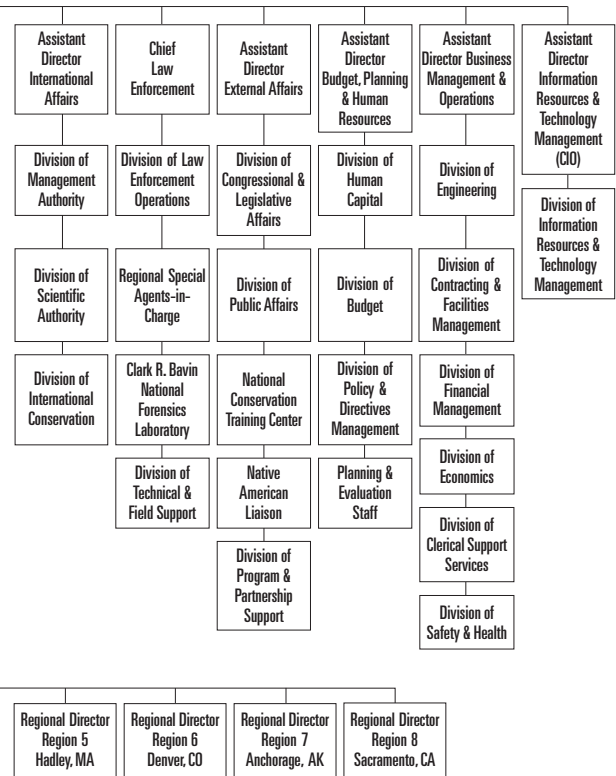 Assistant
Director
International
Affairs
Division of
Management
Authority
Division of
Scientific
Authority
Division of
International
Conservation
Chief
Law
Enforcement
Division of Law
Enforcement
Operations
Regional Special
Agents-in-
Charge
Clark R. Bavin
National
Forensics
Laboratory
Division of
Technical &
Field Support
Assistant
Director
External Affairs
Division of
Congressional &
Legislative
Affairs
Division of
Public Affairs
National
Conservation
Training Center
Native
American
Liaison
Division of
Program &
Partnership
Support
Assistant
Director
Budget, Planning
& Human
Resources
Division of
Human
Capital
Division of
Budget
Division of
Policy &
Directives
Management
Planning &
Evaluation
Staff
Assistant
Director Business
Management &
Operations
Division of
Engineering
Division of
Contracting &
Facilities
Management
Division of
Financial
Management
Division of
Economics
Division of
Clerical Support
Services
Division of
Safety & Health
Assistant
Director
Information
Resources &
Technology
Management
(CIO)
Division of
Information
Resources &
Technology
Management
Regional Director
Region 5
Hadley, MA
Regional Director
Region 6
Denver, CO
Regional Director
Region 7
Anchorage, AK
Regional Director
Region 8
Sacramento, CA